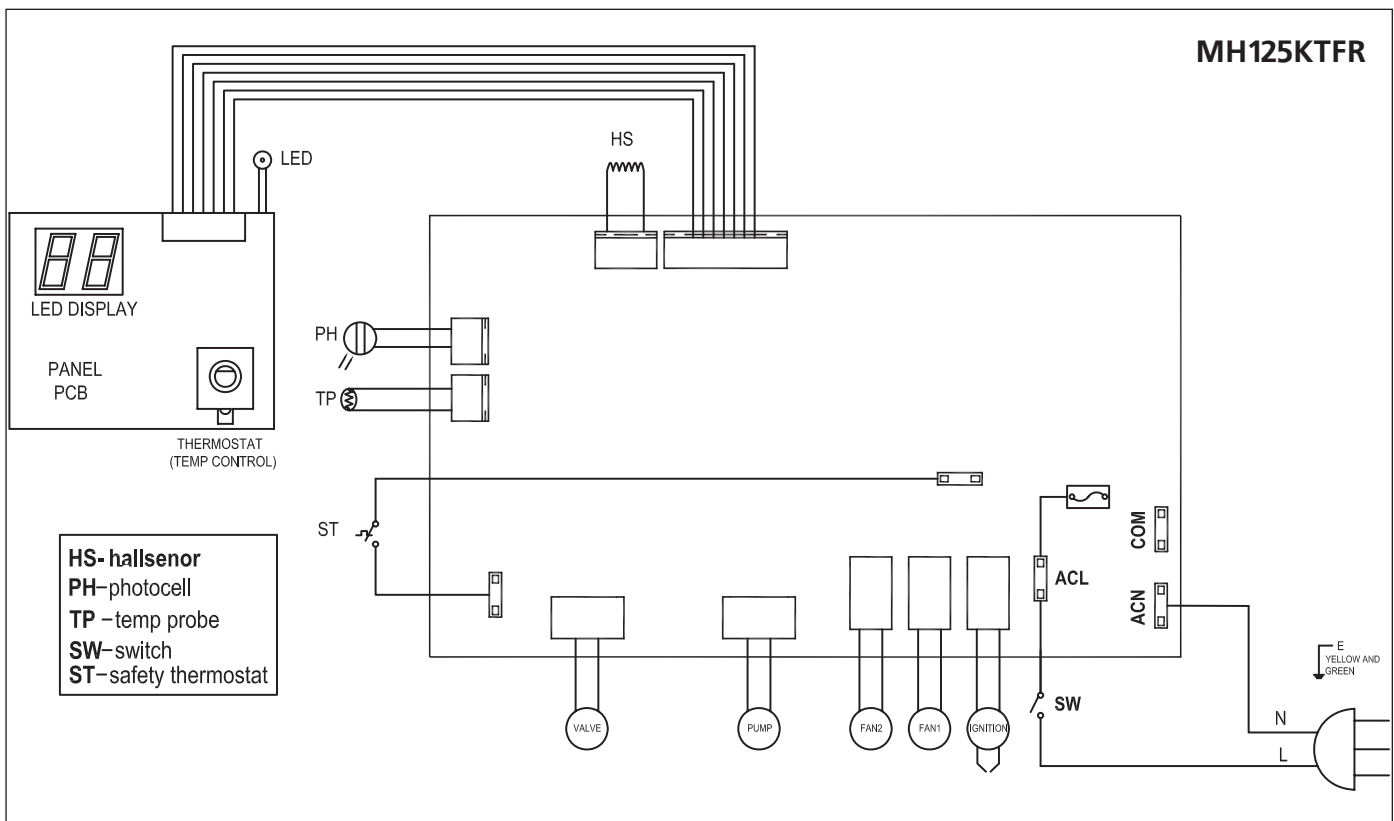 MH125KTFR
HS
LED
LED DISPLAY
PANEL
PCB
THERMOSTAT
(TEMP CONTROL)
PH
TP
ST
HS- hallsenor
PH-photocell
TP -temp probe
SW-switch
ST-safety thermostat
COM
ACL
ACN
E
YELLOW AND
GREEN
SW
VALVE
PUMP
FAN2
FAN1
IGNITION
N
L